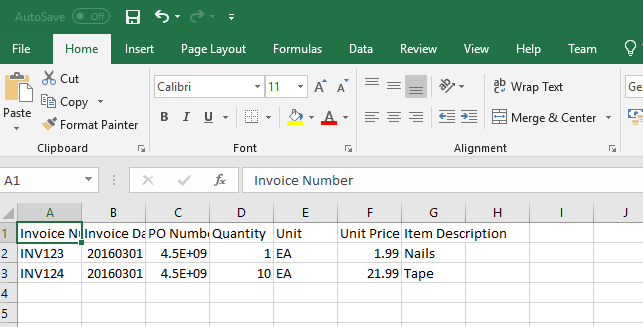 AutoSave Off
File Home Insert Page Layout Formulas Data Review View Help Team
Cut
Copy
Format Painter
Paste
Calibri 11 A A
B I U A
ab c Wrap Text
Merge & Center
Ge
Clipboard Font Alignment
A1 fx Invoice Number
A B C D E F G H I J
1 Invoice Nu Invoice Da PO Numbe Quantity Unit Unit Price Item Description
2 INV123 20160301 4.5E+09 1 EA 1.99 Nails
3 INV124 20160301 4.5E+09 10 EA 21.99 Tape
4
5